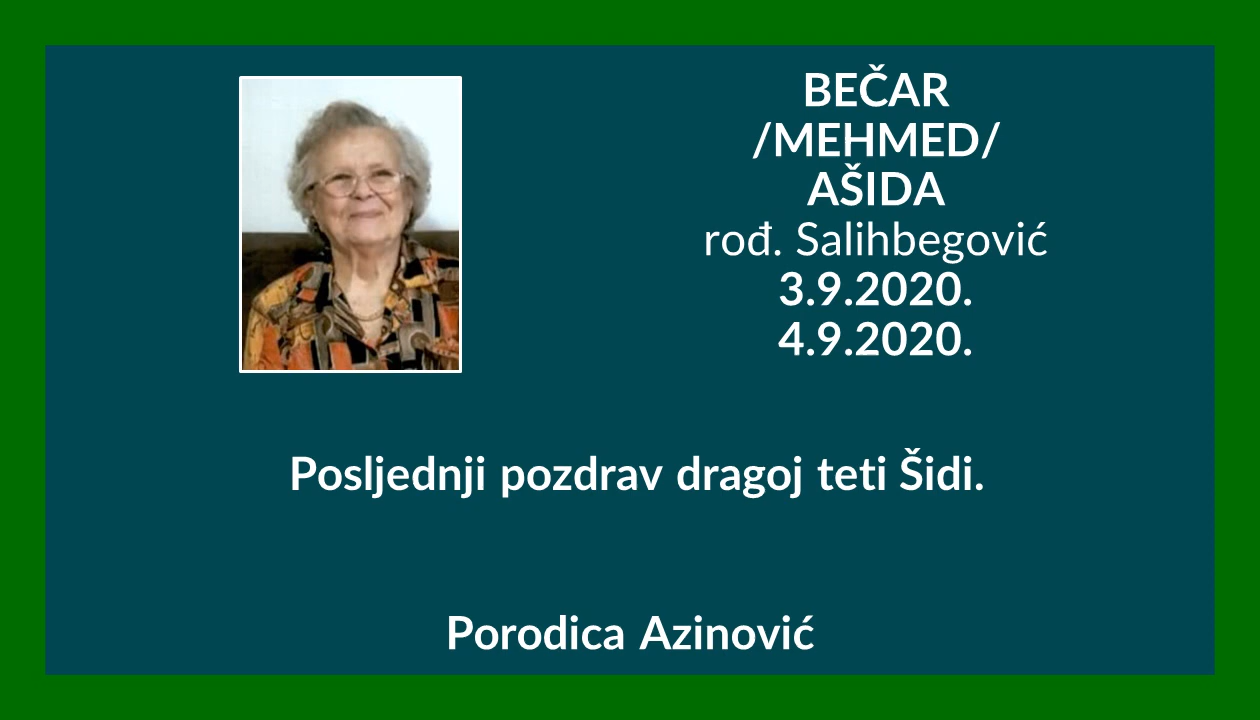 BEČAR
/MEHMED/
AŠIDA
rođ. Salihbegović
3.9.2020.
4.9.2020.
Posljednji pozdrav dragoj teti Šidi.
Porodica Azinović